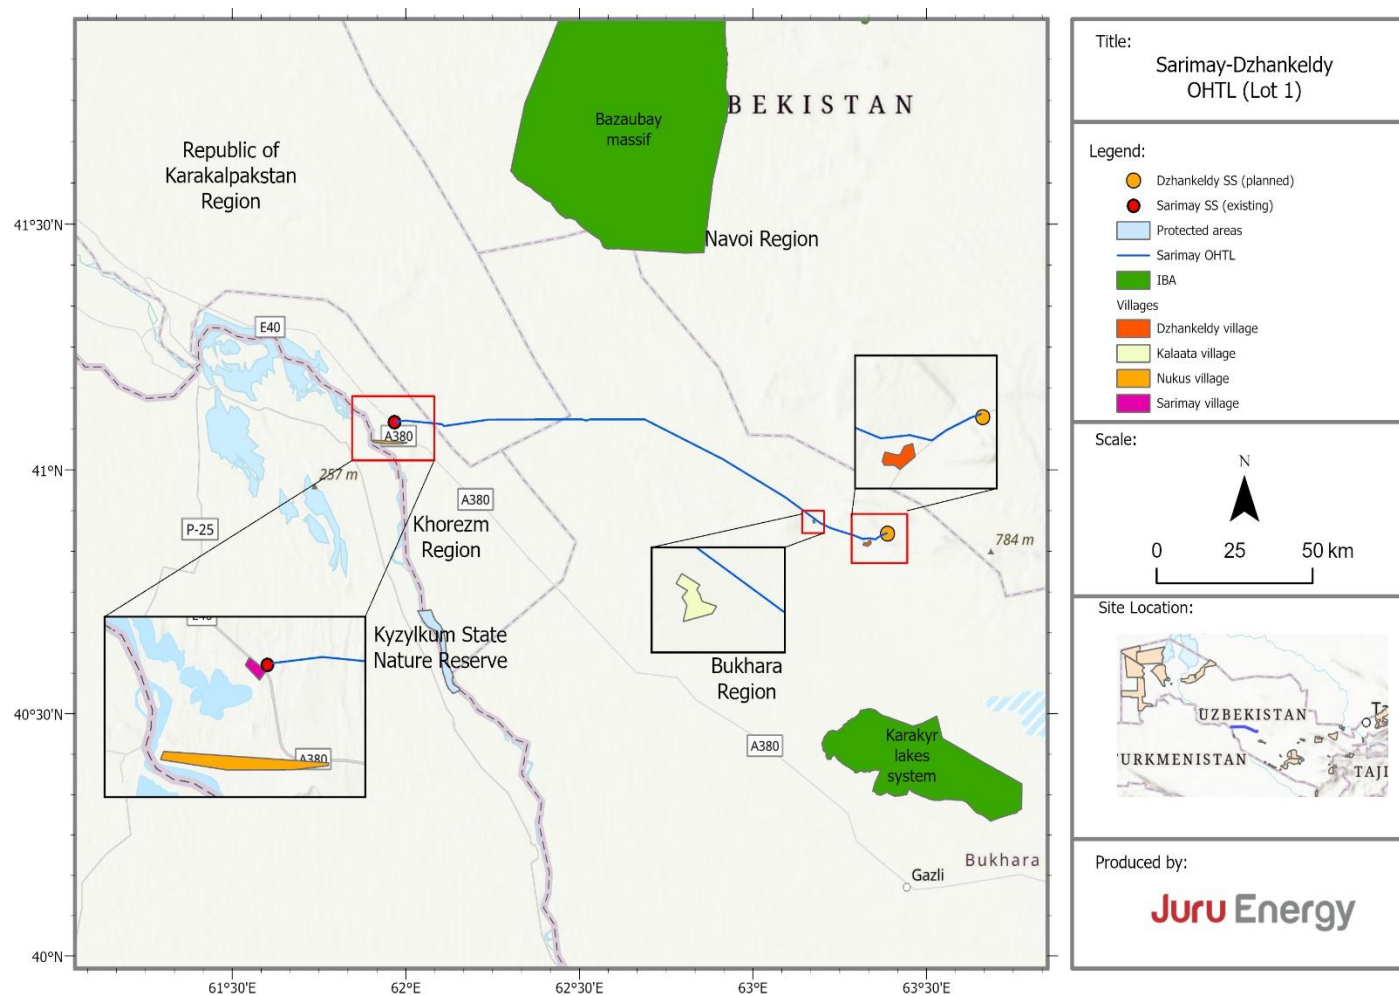 Bazaubay
massif
BEKISTAN
Republic of
Karakalpakstan
Region
Navoi Region
E40
A380
257 m
A380
P-25
Khorezm
Region
784 m
Kyzylkum State
Nature Reserve
E40
A380
Bukhara
Region
A380
Karakyr
lakes
system
Bukhara
Gazli
41°30'N
41°N
40°30'N
40°N
61°30'E
62°E
62°30'E
63°E
63°30'E
Title:
Sarimay-Dzhankeldy
OHTL (Lot 1)
Legend:
Dzhankeldy SS (planned)
Sarimay SS (existing)
Protected areas
Sarimay OHTL
IBA
Villages
Dzhankeldy village
Kalaata village
Nukus village
Sarimay village
Scale:
N
0 25 50 km
Site Location:
UZBEKISTAN
T
URKMENISTAN
TAJI
Produced by:
Juru Energy